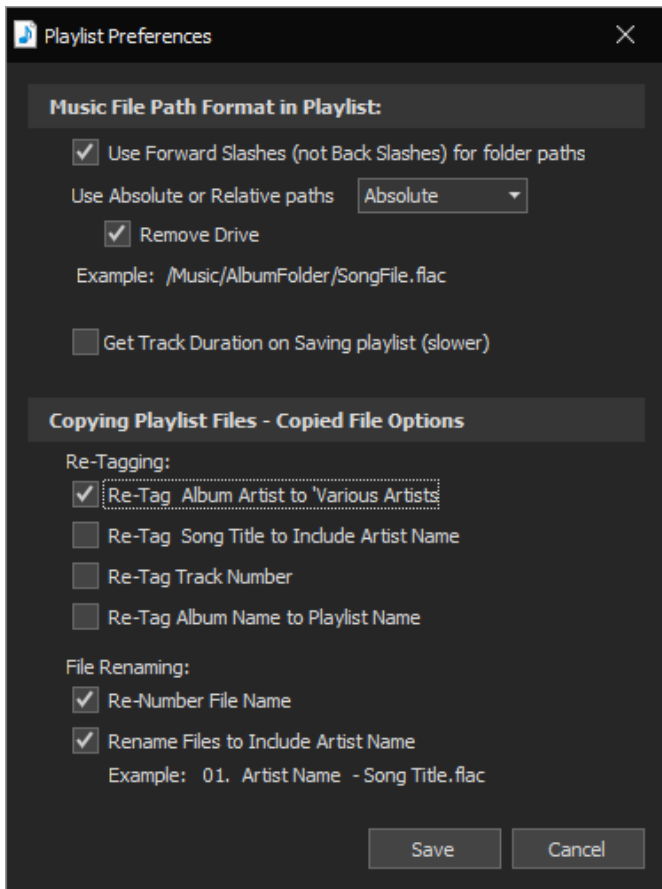 Playlist Preferences
Music File Path Format in Playlist:
Use Forward Slashes (not Back Slashes) for folder paths
Use Absolute or Relative paths Absolute
Remove Drive
Example: /Music/AlbumFolder/SongFile.flac
Get Track Duration on Saving playlist (slower)
Copying Playlist Files - Copied File Options
Re-Tagging:
Re-Tag Album Artist to 'Various Artists
Re-Tag Song Title to Include Artist Name
Re-Tag Track Number
Re-Tag Album Name to Playlist Name
File Renaming:
Re-Number File Name
Rename Files to Include Artist Name
Example: 01. Artist Name - Song Title.flac
Save Cancel